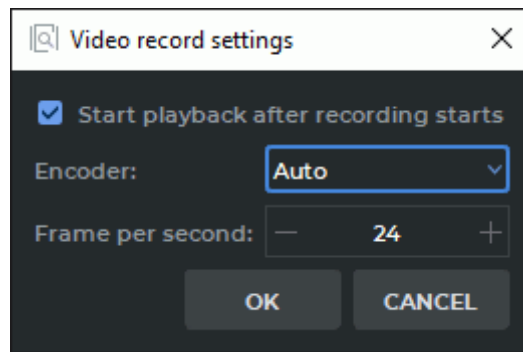 Video record settings
Start playback after recording starts
Encoder: Auto
Frame per second: 24
OK CANCEL